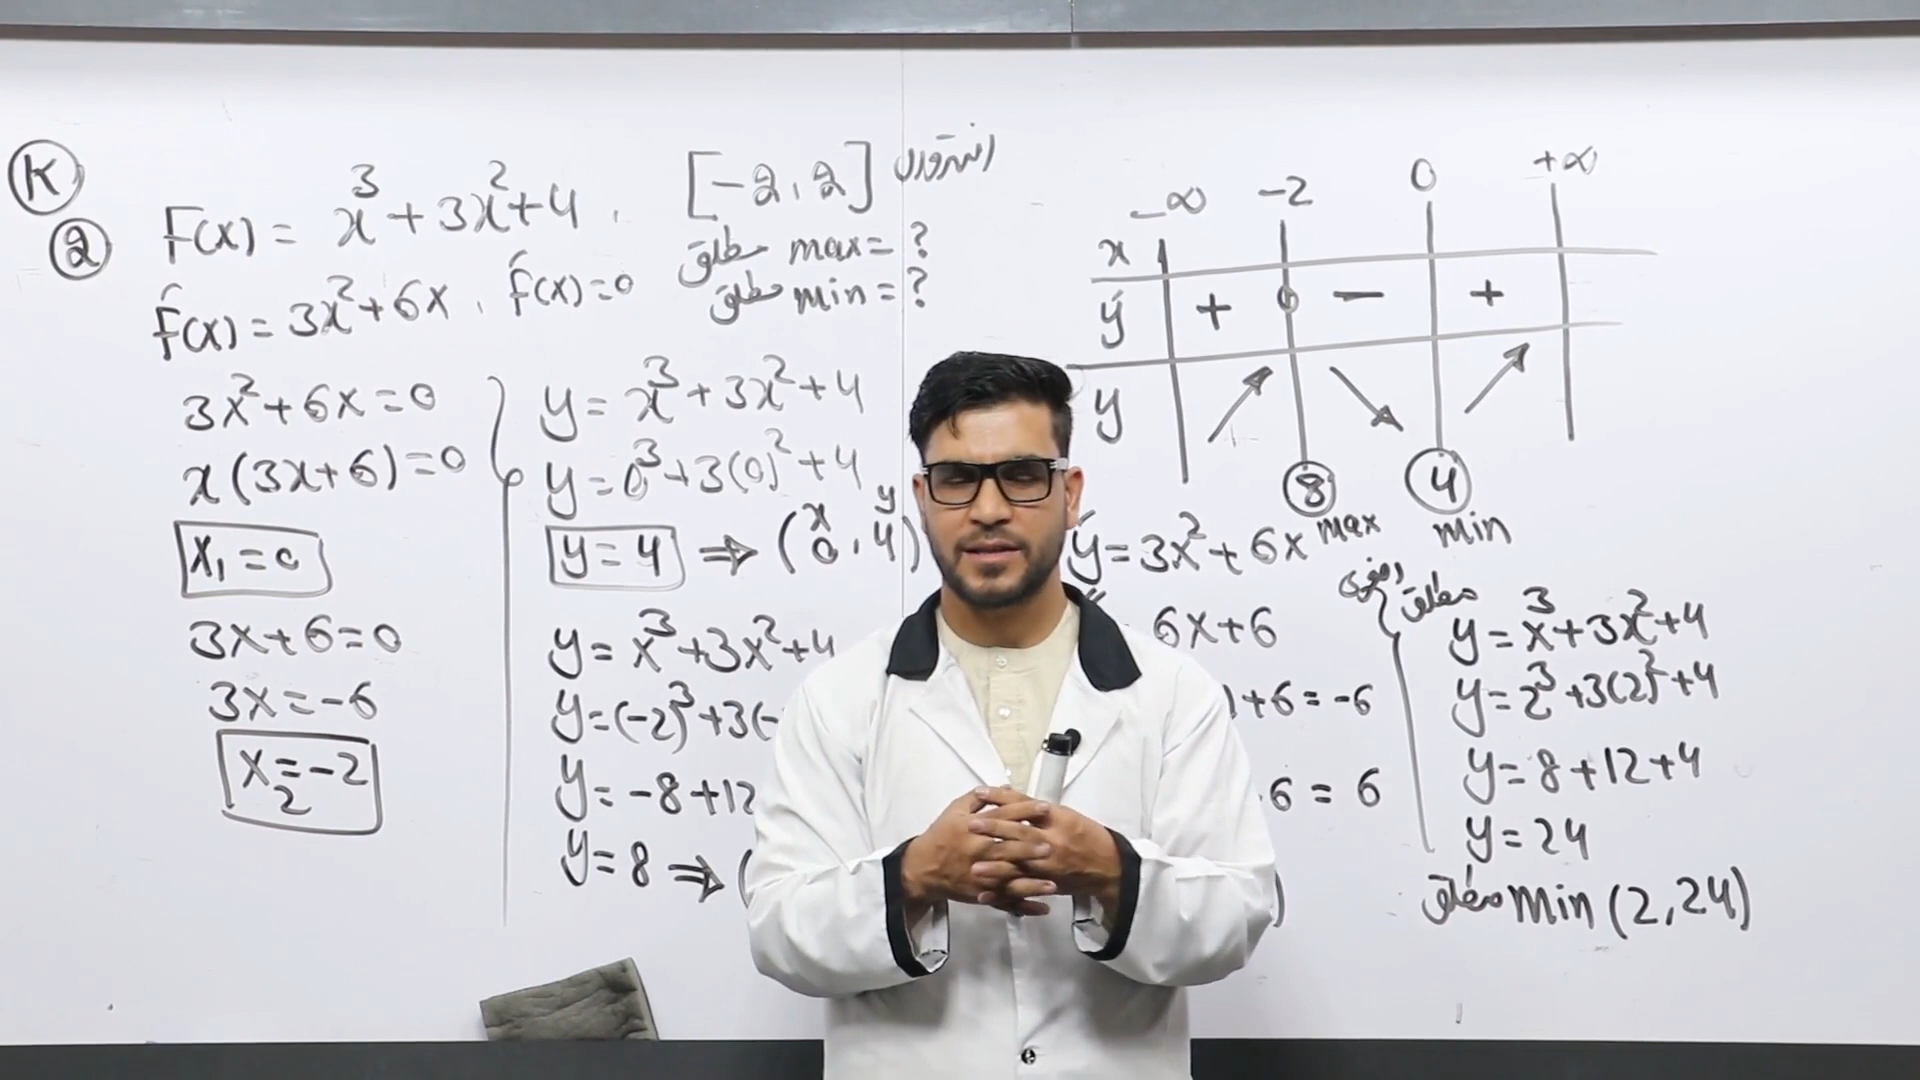 K
2
F(x) = x³ + 3x² + 4 , [-2 , 2] انتروال
مطلق max = ?
مطلق min = ?
f́(x) = 3x² + 6x , f́(x) = 0
3x² + 6x = 0
x(3x+6) = 0
x₁ = 0
3x + 6 = 0
3x = -6
x₂ = -2
y = x³ + 3x² + 4
y = 0³ + 3(0)² + 4
x y
y = 4 ⇒ (0 , 4)
y = x³ + 3x² + 4
y = (-2)³ + 3(-
y = -8 + 12
y = 8 ⇒ (
-∞ -2 0 +∞
x
ý + 0 - +
y ↗ ↘ ↗
8 4
max min
ý = 3x² + 6x
6x + 6
) + 6 = -6
6 = 6
)
مطلق
y = x³ + 3x² + 4
y = 2³ + 3(2)² + 4
y = 8 + 12 + 4
y = 24
مطلق Min (2, 24)